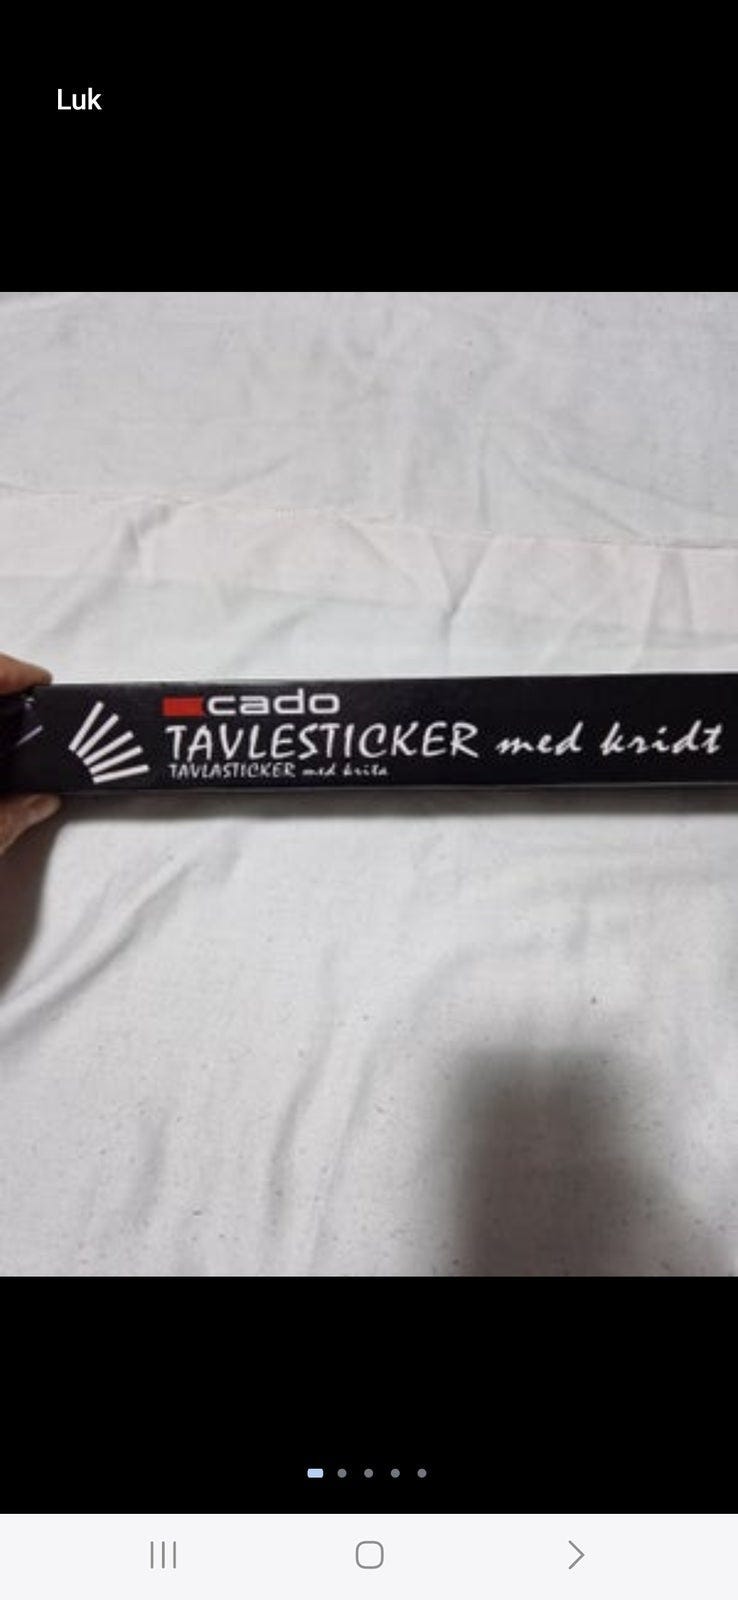 Luk
cado
TAVLESTICKER med kridt
TAVLASTICKER med krita